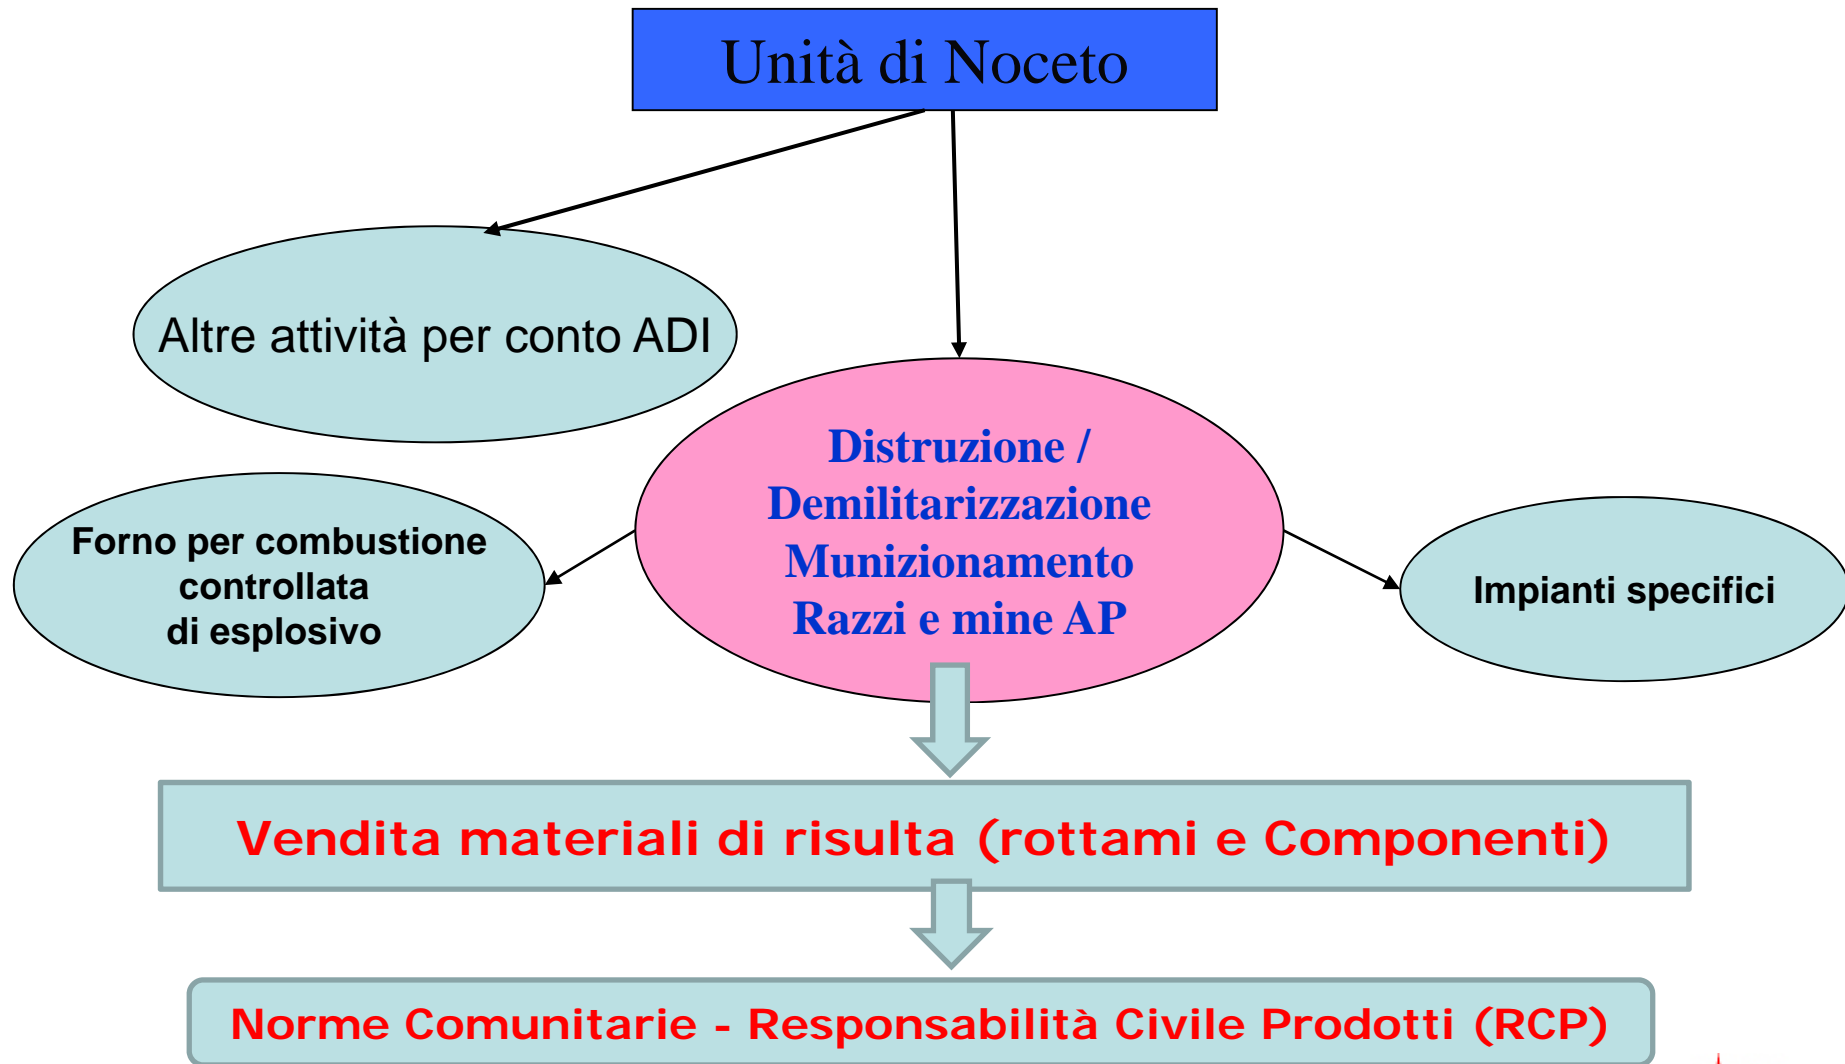 Unità di Noceto
Altre attività per conto ADI
Distruzione /
Demilitarizzazione
Munizionamento
Razzi e mine AP
Forno per combustione
controllata
di esplosivo
Impianti specifici
Vendita materiali di risulta (rottami e Componenti)
Norme Comunitarie - Responsabilità Civile Prodotti (RCP)